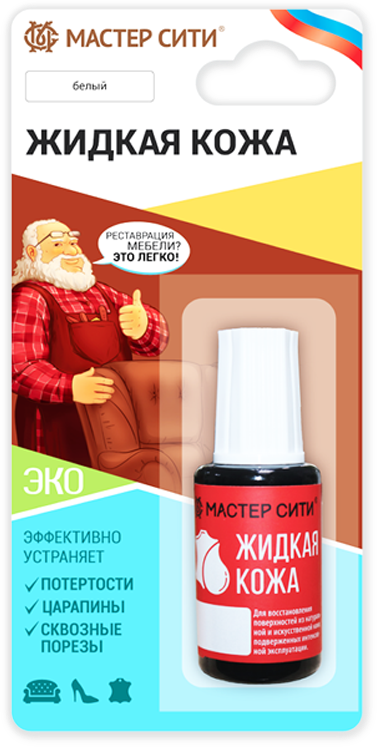 МАСТЕР СИТИ®
белый
ЖИДКАЯ КОЖА
РЕСТАВРАЦИЯ
МЕБЕЛИ?
ЭТО ЛЕГКО!
ЭКО
ЭФФЕКТИВНО
УСТРАНЯЕТ
ПОТЕРТОСТИ
ЦАРАПИНЫ
СКВОЗНЫЕ
ПОРЕЗЫ
МАСТЕР СИТИ®
ЖИДКАЯ
КОЖА
Для восстановления
поверхностей из натураль
ной и искусственной кожи
подверженных интенсив
ной эксплуатации.